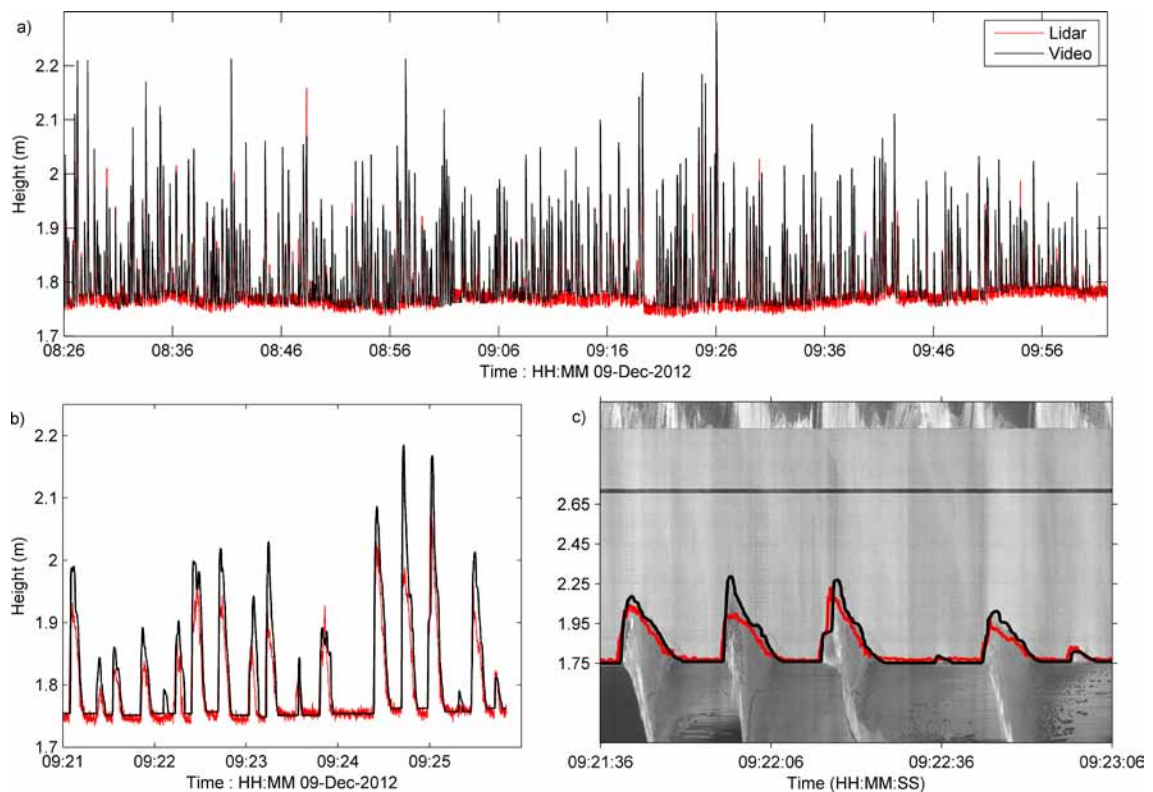 a)
Lidar
Video
Height (m)
2.2
2.1
2
1.9
1.8
1.7
08:26 08:36 08:46 08:56 09:06 09:16 09:26 09:36 09:46 09:56
Time : HH:MM 09-Dec-2012
b)
Height (m)
2.2
2.1
2
1.9
1.8
1.7
09:21 09:22 09:23 09:24 09:25
Time : HH:MM 09-Dec-2012
c)
2.65
2.45
2.25
1.95
1.75
09:21:36 09:22:06 09:22:36 09:23:06
Time (HH:MM:SS)